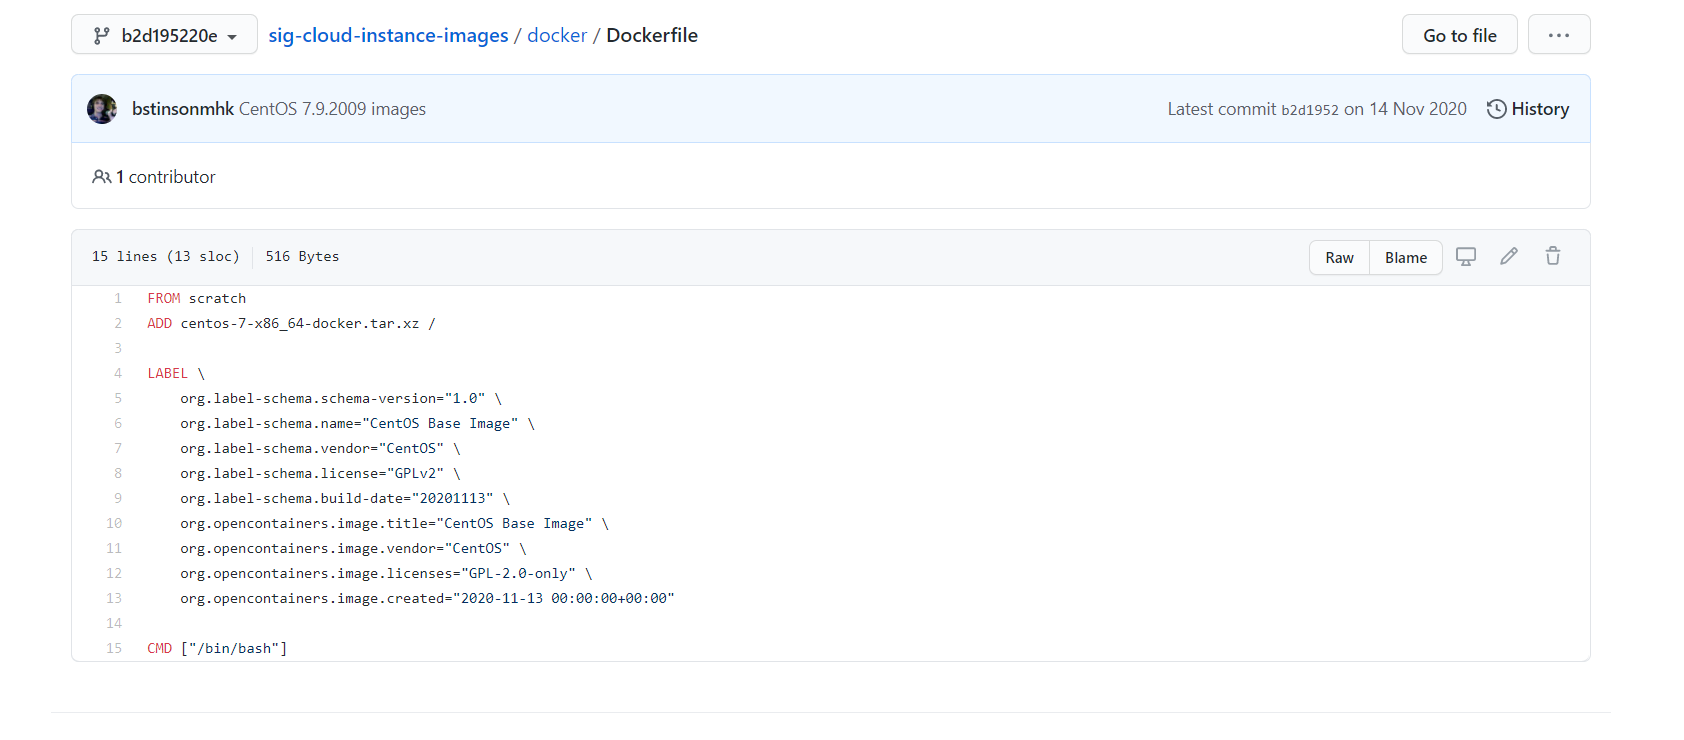 b2d195220e sig-cloud-instance-images / docker / Dockerfile Go to file ...
bstinsonmhk CentOS 7.9.2009 images Latest commit b2d1952 on 14 Nov 2020 History
1 contributor
15 lines (13 sloc) 516 Bytes Raw Blame
1 FROM scratch
2 ADD centos-7-x86_64-docker.tar.xz /
3
4 LABEL \
5 org.label-schema.schema-version="1.0" \
6 org.label-schema.name="CentOS Base Image" \
7 org.label-schema.vendor="CentOS" \
8 org.label-schema.license="GPLv2" \
9 org.label-schema.build-date="20201113" \
10 org.opencontainers.image.title="CentOS Base Image" \
11 org.opencontainers.image.vendor="CentOS" \
12 org.opencontainers.image.licenses="GPL-2.0-only" \
13 org.opencontainers.image.created="2020-11-13 00:00:00+00:00"
14
15 CMD ["/bin/bash"]